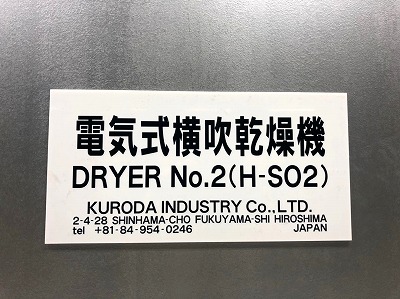 電気式横吹乾燥機
DRYER No.2(H-SO2)
KURODA INDUSTRY Co.,LTD.
2-4-28 SHINHAMA-CHO FUKUYAMA-SHI HIROSHIMA
tel +81-84-954-0246 JAPAN